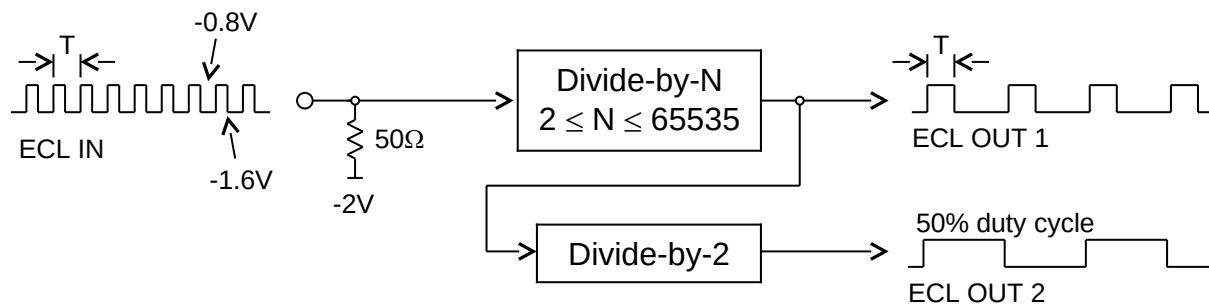 -0.8V
T
ECL IN
-1.6V
50Ω
-2V
Divide-by-N
2 ≤ N ≤ 65535
T
ECL OUT 1
Divide-by-2
50% duty cycle
ECL OUT 2